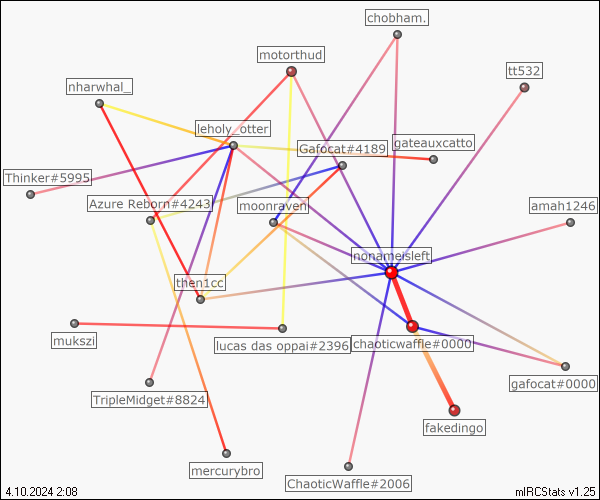 chobham.
motorthud
tt532
nharwhal_
leholy_otter
Gafocat#4189
gateauxcatto
Thinker#5995
Azure Reborn#4243
moonraven
amah1246
nonameisleft
then1cc
mukszi
lucas das oppai#2396
chaoticwaffle#0000
gafocat#0000
TripleMidget#8824
fakedingo
mercurybro
ChaoticWaffle#2006
4.10.2024 2:08
mIRCStats v1.25